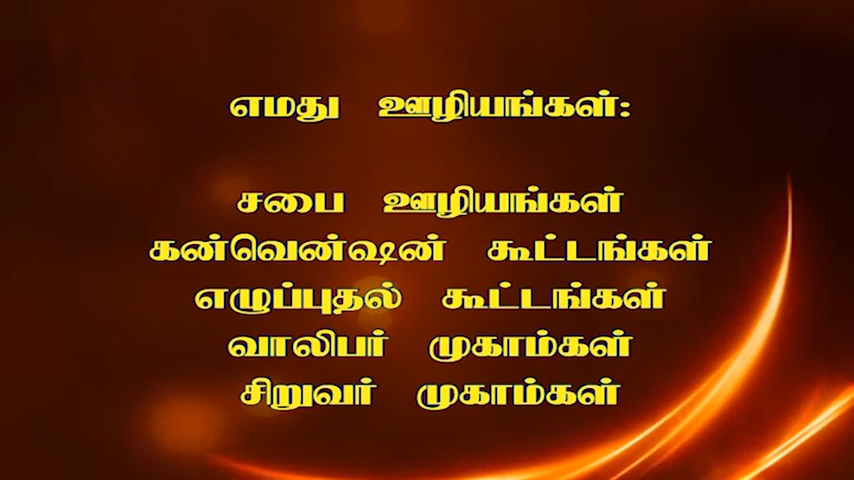 எமது ஊழியங்கள்:
சபை ஊழியங்கள்
கன்வென்ஷன் கூட்டங்கள்
எழுப்புதல் கூட்டங்கள்
வாலிபர் முகாம்கள்
சிறுவர் முகாம்கள்